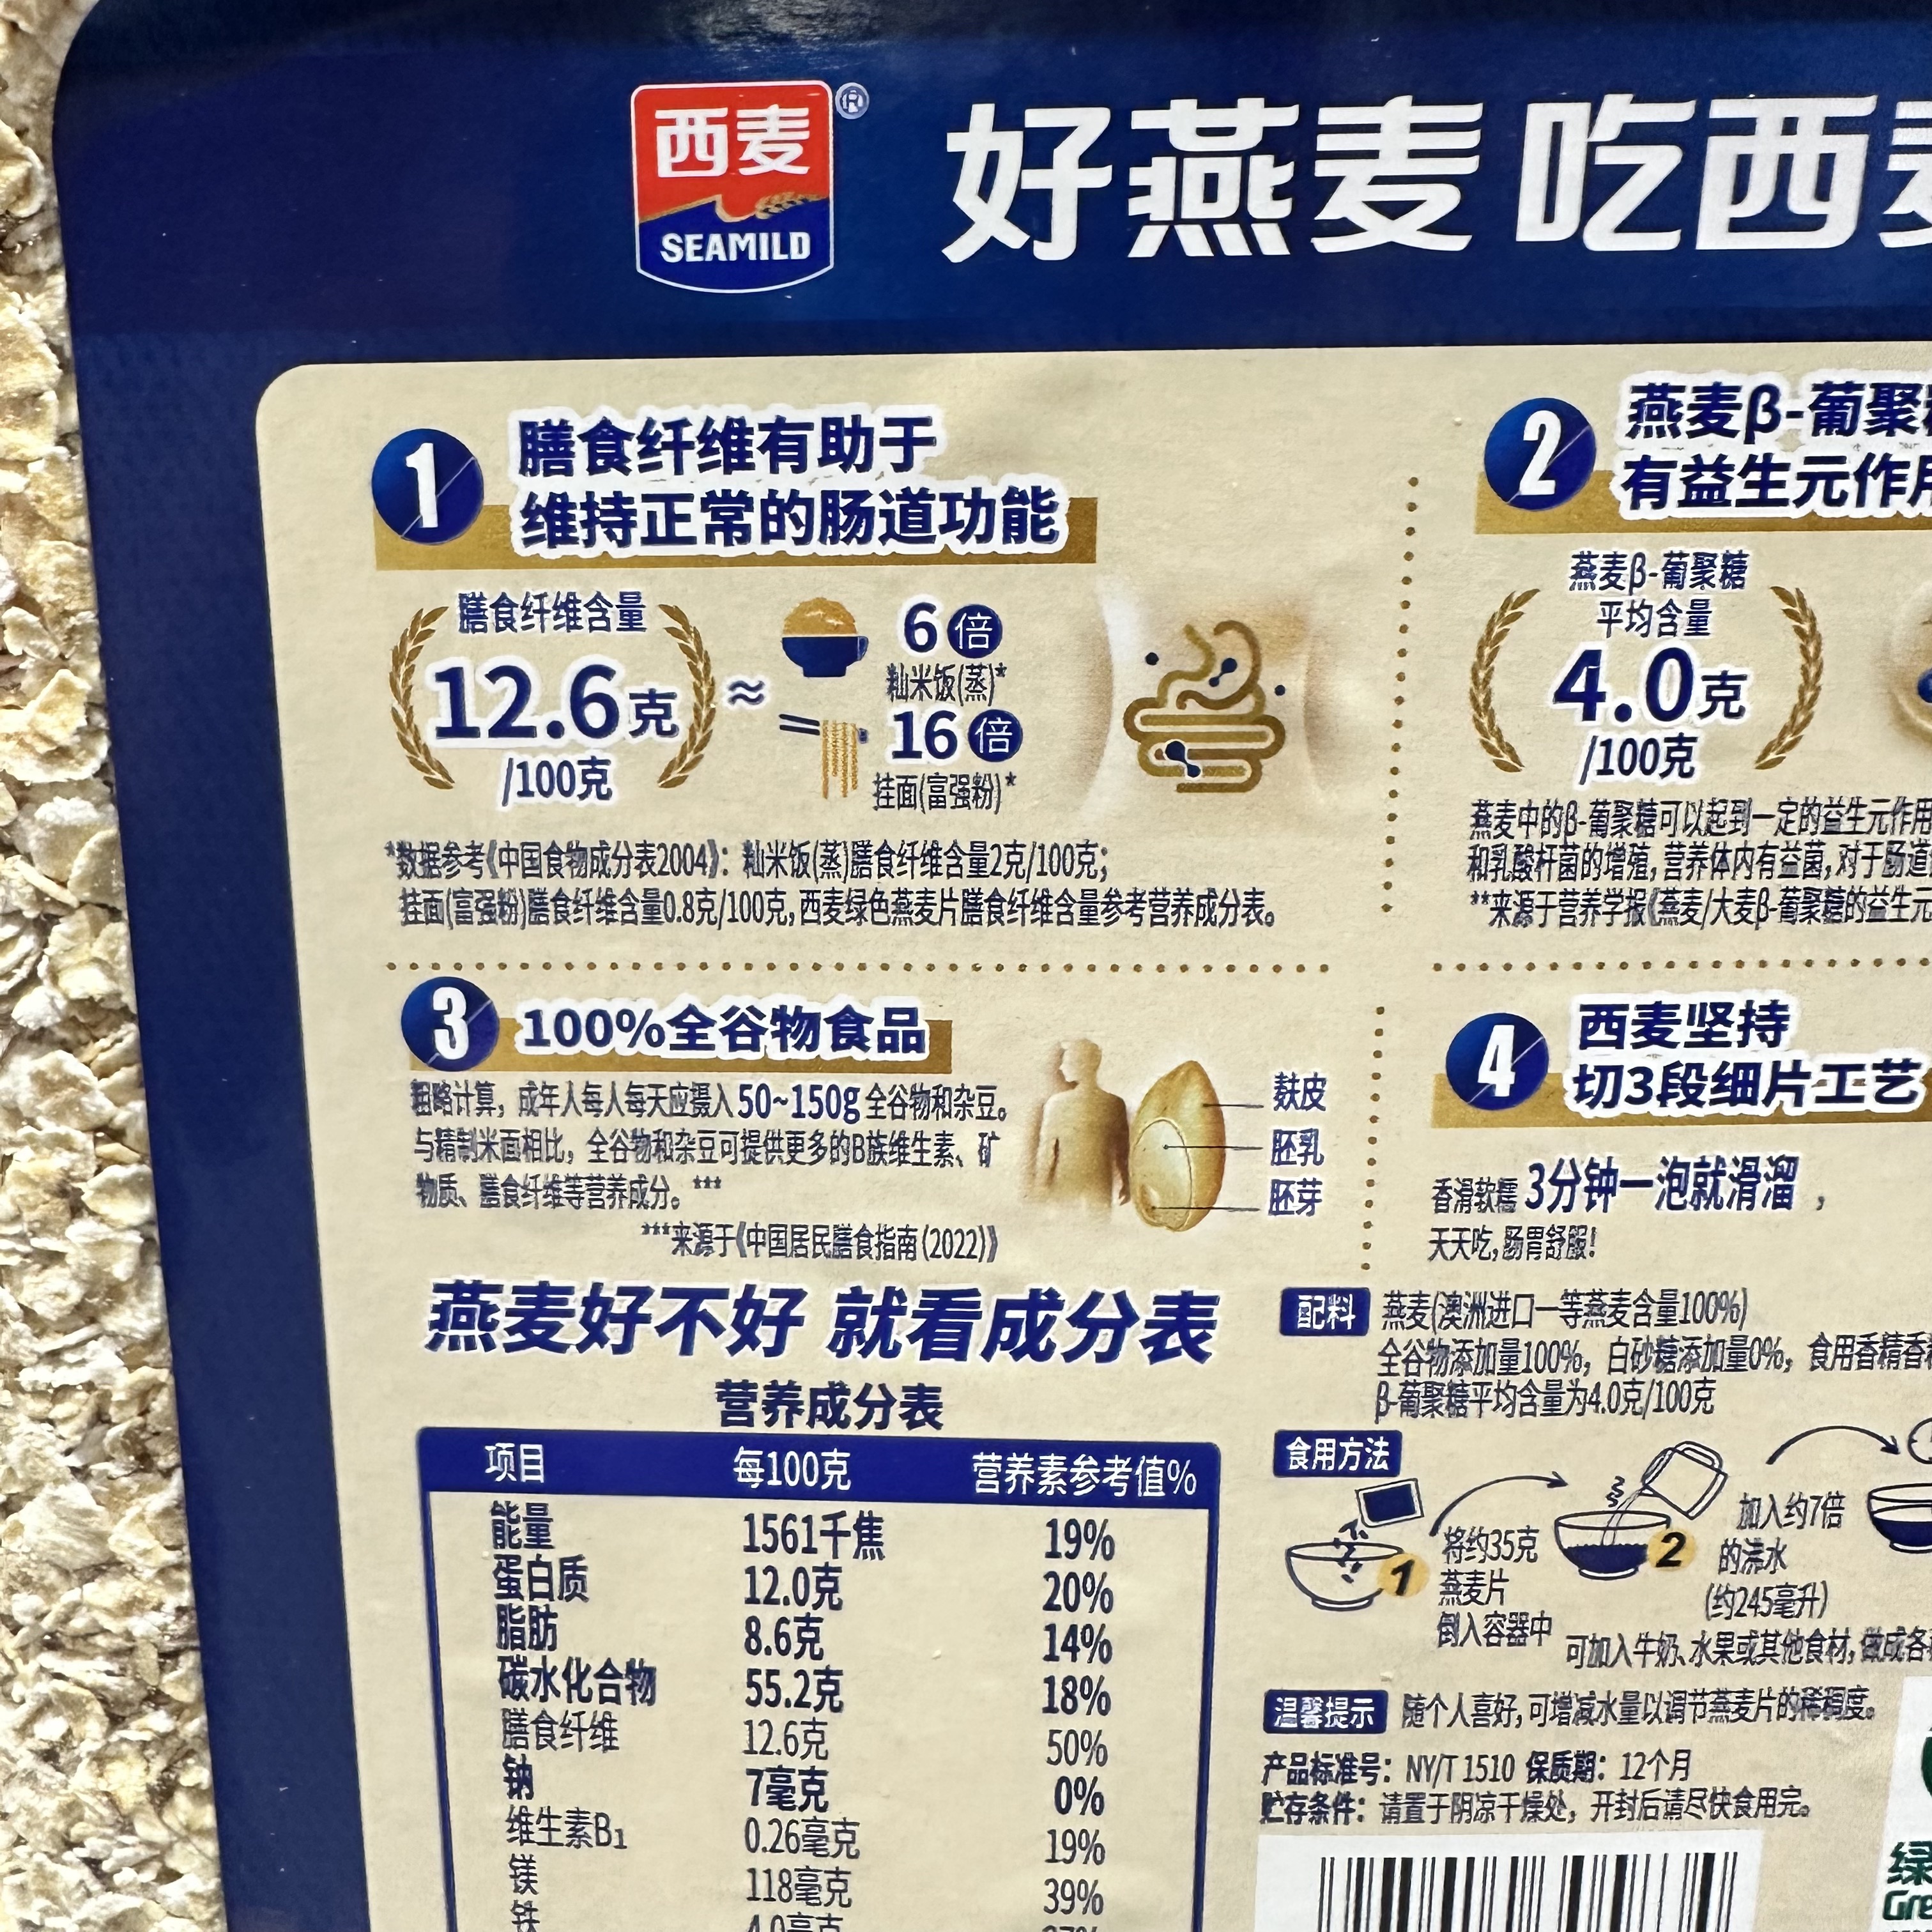 西麦®
SEAMILD
好燕麦 吃西麦
1
膳食纤维有助于
维持正常的肠道功能
膳食纤维含量
12.6克
/100克
≈
6倍
籼米饭(蒸)*
16倍
挂面(富强粉)*
*数据参考《中国食物成分表2004》：籼米饭(蒸)膳食纤维含量2克/100克；
挂面(富强粉)膳食纤维含量0.8克/100克,西麦绿色燕麦片膳食纤维含量参考营养成分表。
2
燕麦β-葡聚糖
有益生元作用
燕麦β-葡聚糖
平均含量
4.0克
/100克
燕麦中的β-葡聚糖可以起到一定的益生元作用
和乳酸杆菌的增殖,营养体内有益菌,对于肠道
**来源于营养学报《燕麦/大麦β-葡聚糖的益生元
3
100%全谷物食品
粗略计算，成年人每人每天应摄入50~150g全谷物和杂豆。
与精制米面相比，全谷物和杂豆可提供更多的B族维生素、矿
物质、膳食纤维等营养成分。***
***来源于《中国居民膳食指南(2022)》
麸皮
胚乳
胚芽
4
西麦坚持
切3段细片工艺
香滑软糯 3分钟一泡就滑溜，
天天吃,肠胃舒服!
燕麦好不好 就看成分表
营养成分表
项目 每100克 营养素参考值%
能量 1561千焦 19%
蛋白质 12.0克 20%
脂肪 8.6克 14%
碳水化合物 55.2克 18%
膳食纤维 12.6克 50%
钠 7毫克 0%
维生素B₁ 0.26毫克 19%
镁 118毫克 39%
铁 4.0毫克 27%
配料 燕麦(澳洲进口一等燕麦含量100%)
全谷物添加量100%，白砂糖添加量0%，食用香精香
β-葡聚糖平均含量为4.0克/100克
食用方法
1
将约35克
燕麦片
倒入容器中
2
加入约7倍
的沸水
(约245毫升)
可加入牛奶、水果或其他食材,做成各
温馨提示 随个人喜好,可增减水量以调节燕麦片的稀稠度。
产品标准号：NY/T 1510 保质期：12个月
贮存条件：请置于阴凉干燥处，开封后请尽快食用完。
绿
Gre